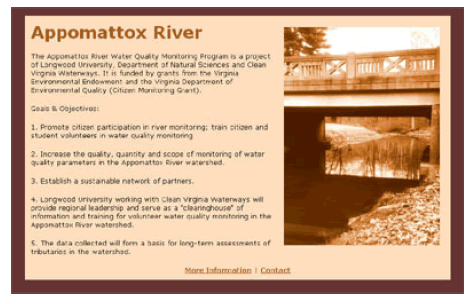 Appomattox River
The Appomattox River Water Quality Monitoring Program is a project
of Longwood University, Department of Natural Sciences and Clean
Virginia Waterways. It is funded by grants from the Virginia
Environmental Endowment and the Virginia Department of
Environmental Quality (Citizen Monitoring Grant).
Goals & Objectives:
1. Promote citizen participation in river monitoring; train citizen and
student volunteers in water quality monitoring
2. Increase the quality, quantity and scope of monitoring of water
quality parameters in the Appomattox River watershed.
3. Establish a sustainable network of partners.
4. Longwood University working with Clean Virginia Waterways will
provide regional leadership and serve as a "clearinghouse" of
information and training for volunteer water quality monitoring in the
Appomattox River watershed.
5. The data collected will form a basis for long-term assessments of
tributaries in the watershed.
More Information | Contact